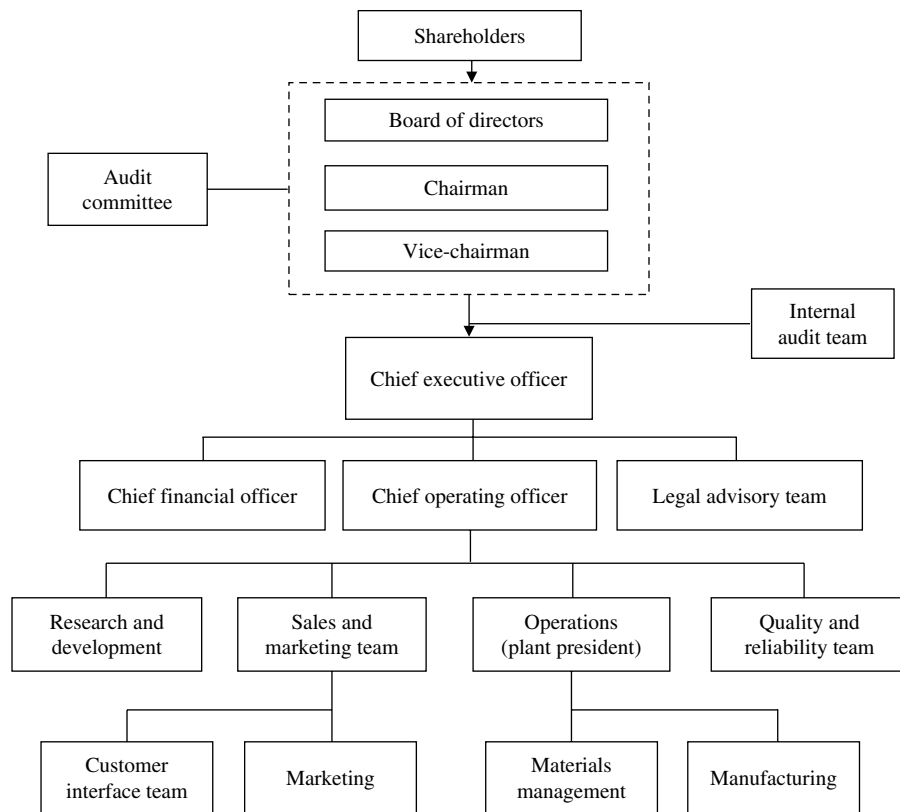 Shareholders
Board of directors
Audit
committee
Chairman
Vice-chairman
Internal
audit team
Chief executive officer
Chief financial officer
Chief operating officer
Legal advisory team
Research and
development
Sales and
marketing team
Operations
(plant president)
Quality and
reliability team
Customer
interface team
Marketing
Materials
management
Manufacturing